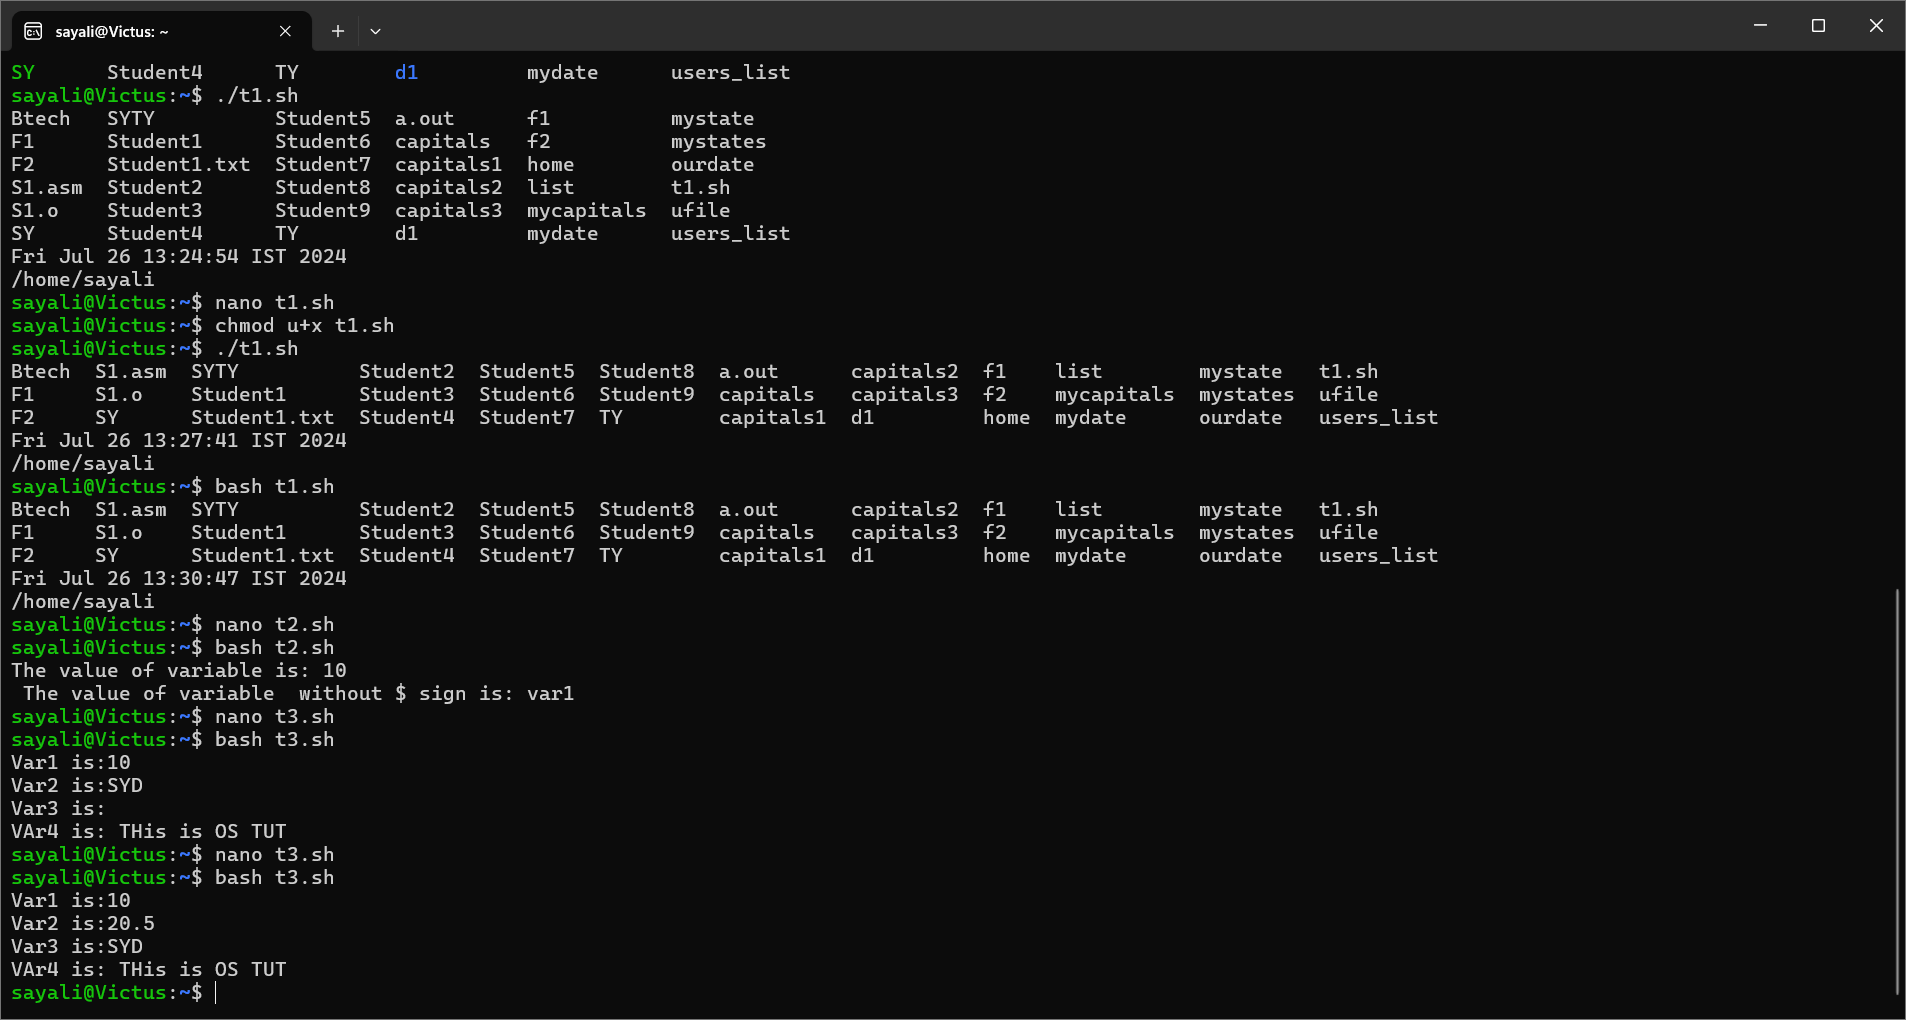 sayali@Victus: ~
SY      Student4      TY        d1         mydate      users_list
sayali@Victus:~$ ./t1.sh
Btech   SYTY          Student5  a.out      f1          mystate
F1      Student1      Student6  capitals   f2          mystates
F2      Student1.txt  Student7  capitals1  home        ourdate
S1.asm  Student2      Student8  capitals2  list        t1.sh
S1.o    Student3      Student9  capitals3  mycapitals  ufile
SY      Student4      TY        d1         mydate      users_list
Fri Jul 26 13:24:54 IST 2024
/home/sayali
sayali@Victus:~$ nano t1.sh
sayali@Victus:~$ chmod u+x t1.sh
sayali@Victus:~$ ./t1.sh
Btech  S1.asm  SYTY          Student2  Student5  Student8  a.out      capitals2  f1    list        mystate   t1.sh
F1     S1.o    Student1      Student3  Student6  Student9  capitals   capitals3  f2    mycapitals  mystates  ufile
F2     SY      Student1.txt  Student4  Student7  TY        capitals1  d1         home  mydate      ourdate   users_list
Fri Jul 26 13:27:41 IST 2024
/home/sayali
sayali@Victus:~$ bash t1.sh
Btech  S1.asm  SYTY          Student2  Student5  Student8  a.out      capitals2  f1    list        mystate   t1.sh
F1     S1.o    Student1      Student3  Student6  Student9  capitals   capitals3  f2    mycapitals  mystates  ufile
F2     SY      Student1.txt  Student4  Student7  TY        capitals1  d1         home  mydate      ourdate   users_list
Fri Jul 26 13:30:47 IST 2024
/home/sayali
sayali@Victus:~$ nano t2.sh
sayali@Victus:~$ bash t2.sh
The value of variable is: 10
 The value of variable  without $ sign is: var1
sayali@Victus:~$ nano t3.sh
sayali@Victus:~$ bash t3.sh
Var1 is:10
Var2 is:SYD
Var3 is:
VAr4 is: THis is OS TUT
sayali@Victus:~$ nano t3.sh
sayali@Victus:~$ bash t3.sh
Var1 is:10
Var2 is:20.5
Var3 is:SYD
VAr4 is: THis is OS TUT
sayali@Victus:~$